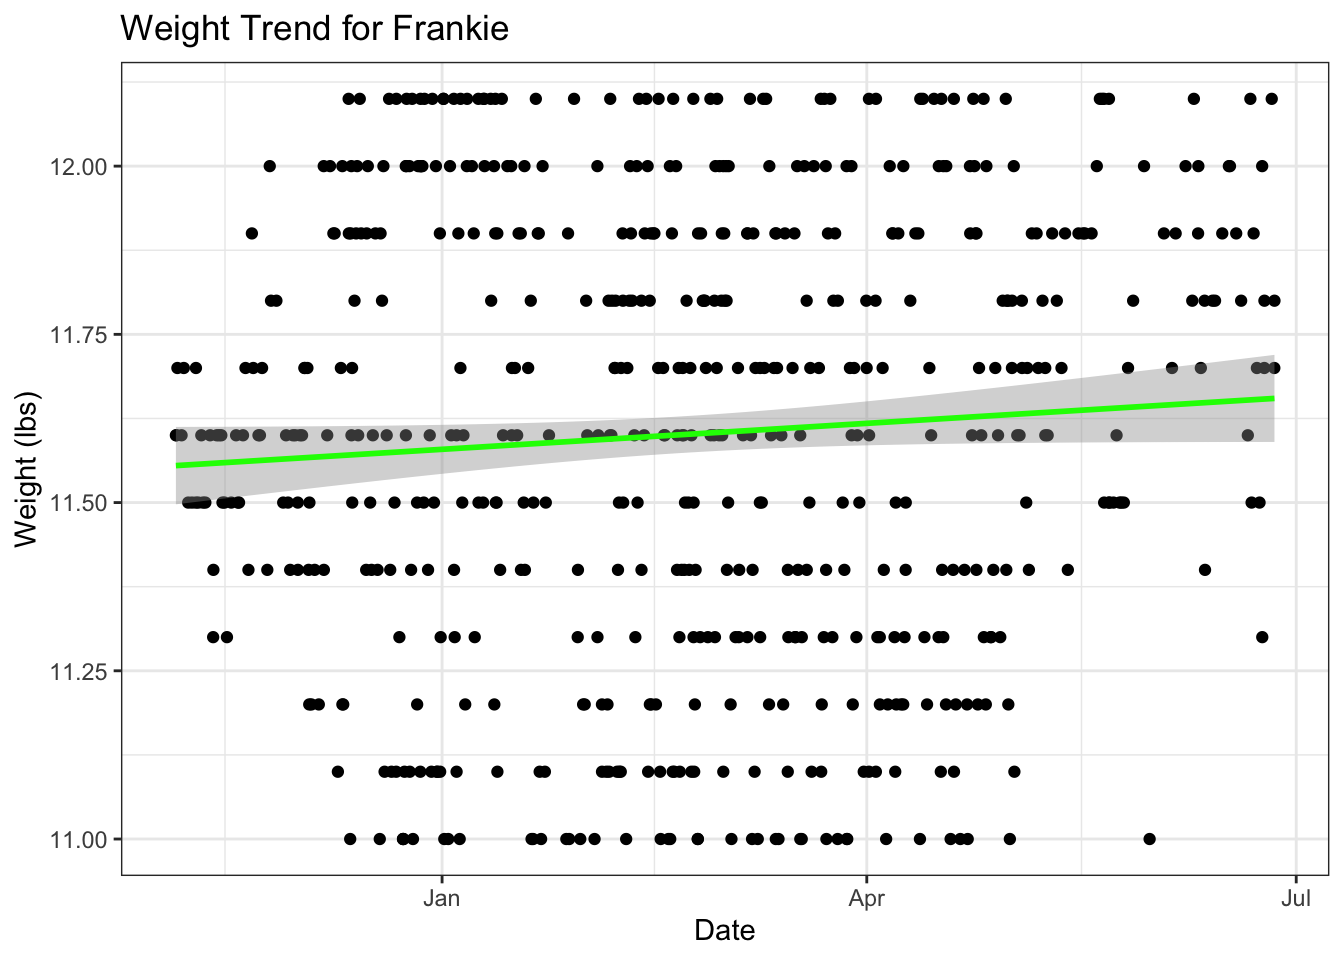 Weight Trend for Frankie
Weight (lbs)
12.00
11.75
11.50
11.25
11.00
Jan
Apr
Jul
Date